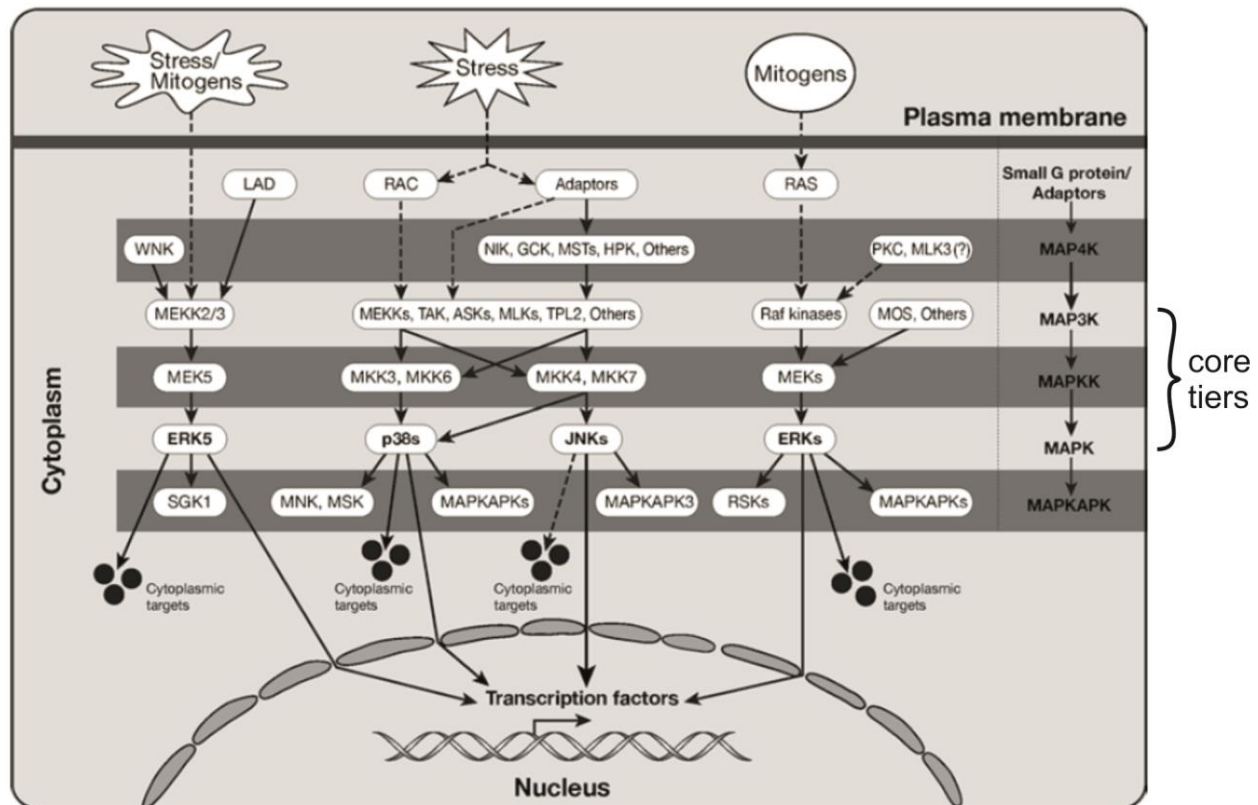 Stress/
Mitogens
Stress
Mitogens
Plasma membrane
LAD
RAC
Adaptors
RAS
Small G protein/
Adaptors
WNK
NIK, GCK, MSTs, HPK, Others
PKC, MLK3(?)
MAP4K
MEKK2/3
MEKKs, TAK, ASKs, MLKs, TPL2, Others
Raf kinases
MOS, Others
MAP3K
core
tiers
MEK5
MKK3, MKK6
MKK4, MKK7
MEKs
MAPKK
Cytoplasm
ERK5
p38s
JNKs
ERKs
MAPK
SGK1
MNK, MSK
MAPKAPKs
MAPKAPK3
RSKs
MAPKAPKs
MAPKAPK
Cytoplasmic
targets
Cytoplasmic
targets
Cytoplasmic
targets
Cytoplasmic
targets
Transcription factors
Nucleus